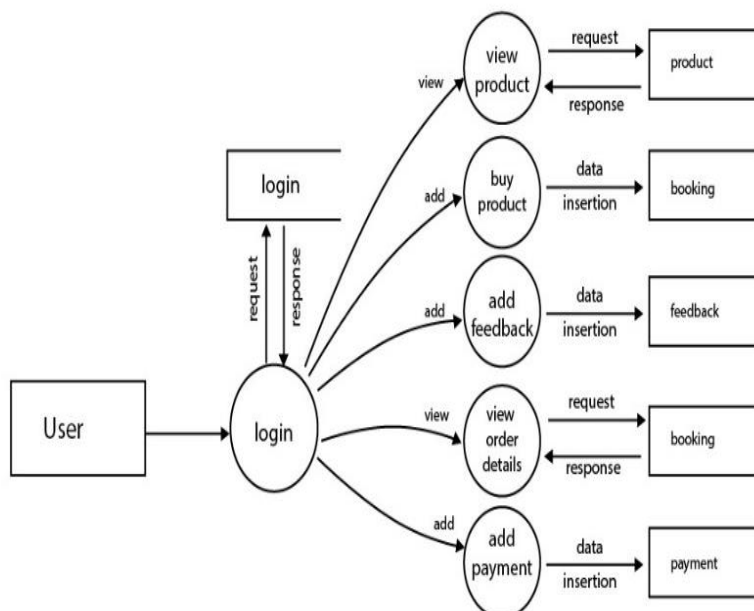 view
product
request
response
product
view
login
request
response
add
buy
product
data
insertion
booking
add
add
feedback
data
insertion
feedback
User
login
view
view
order
details
request
response
booking
add
add
payment
data
insertion
payment